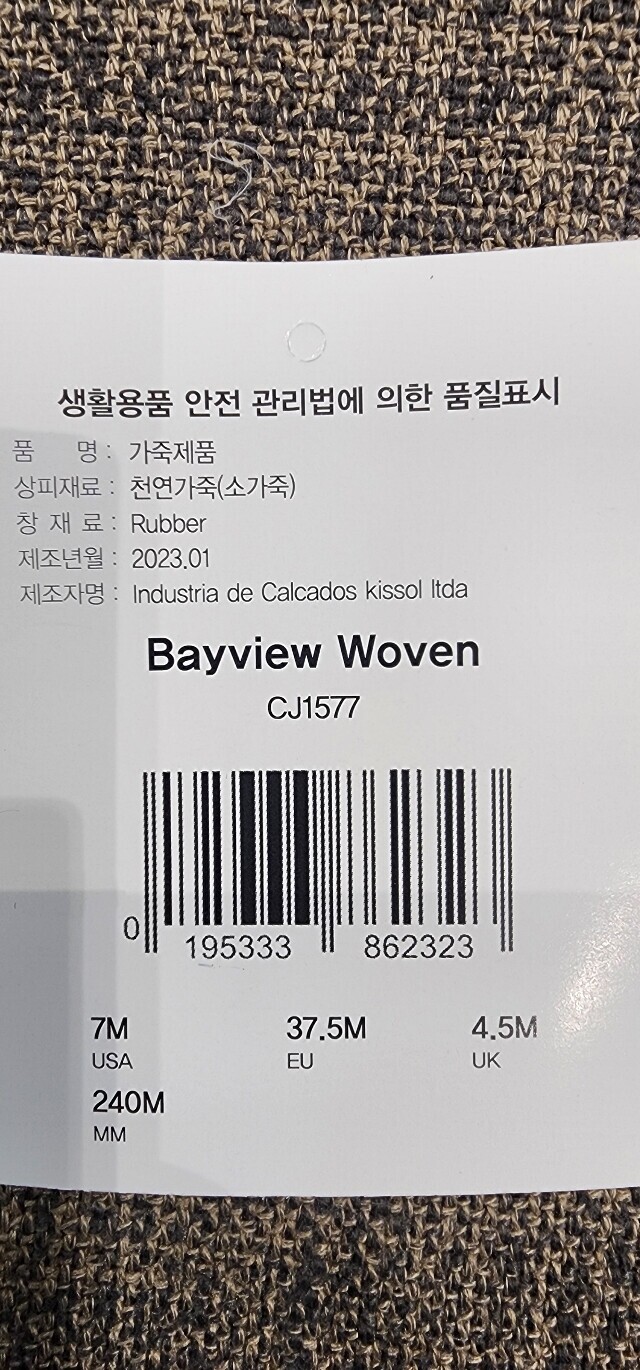 생활용품 안전 관리법에 의한 품질표시
품 명 : 가죽제품
상피재료 : 천연가죽(소가죽)
창 재 료 : Rubber
제조년월 : 2023.01
제조자명 : Industria de Calcados kissol ltda
Bayview Woven
CJ1577
0 195333 862323
7M 37.5M 4.5M
USA EU UK
240M
MM